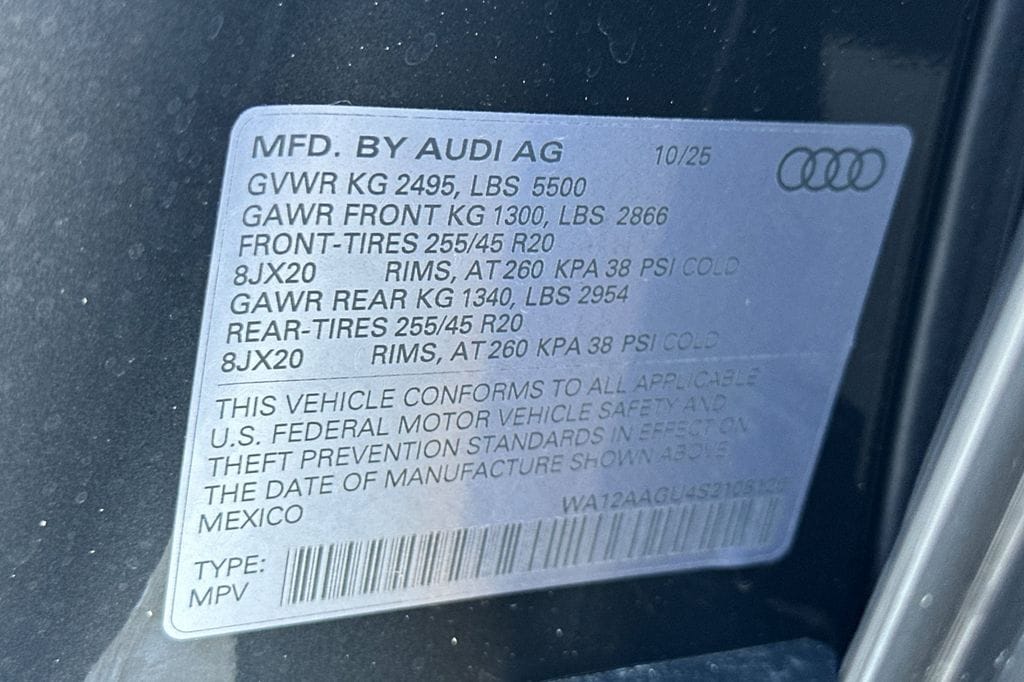 MFD. BY AUDI AG 10/25
GVWR KG 2495, LBS 5500
GAWR FRONT KG 1300, LBS 2866
FRONT-TIRES 255/45 R20
8JX20 RIMS, AT 260 KPA 38 PSI COLD
GAWR REAR KG 1340, LBS 2954
REAR-TIRES 255/45 R20
8JX20 RIMS, AT 260 KPA 38 PSI COLD
THIS VEHICLE CONFORMS TO ALL APPLICABLE
U.S. FEDERAL MOTOR VEHICLE SAFETY AND
THEFT PREVENTION STANDARDS IN EFFECT ON
THE DATE OF MANUFACTURE SHOWN ABOVE
MEXICO
TYPE:
MPV